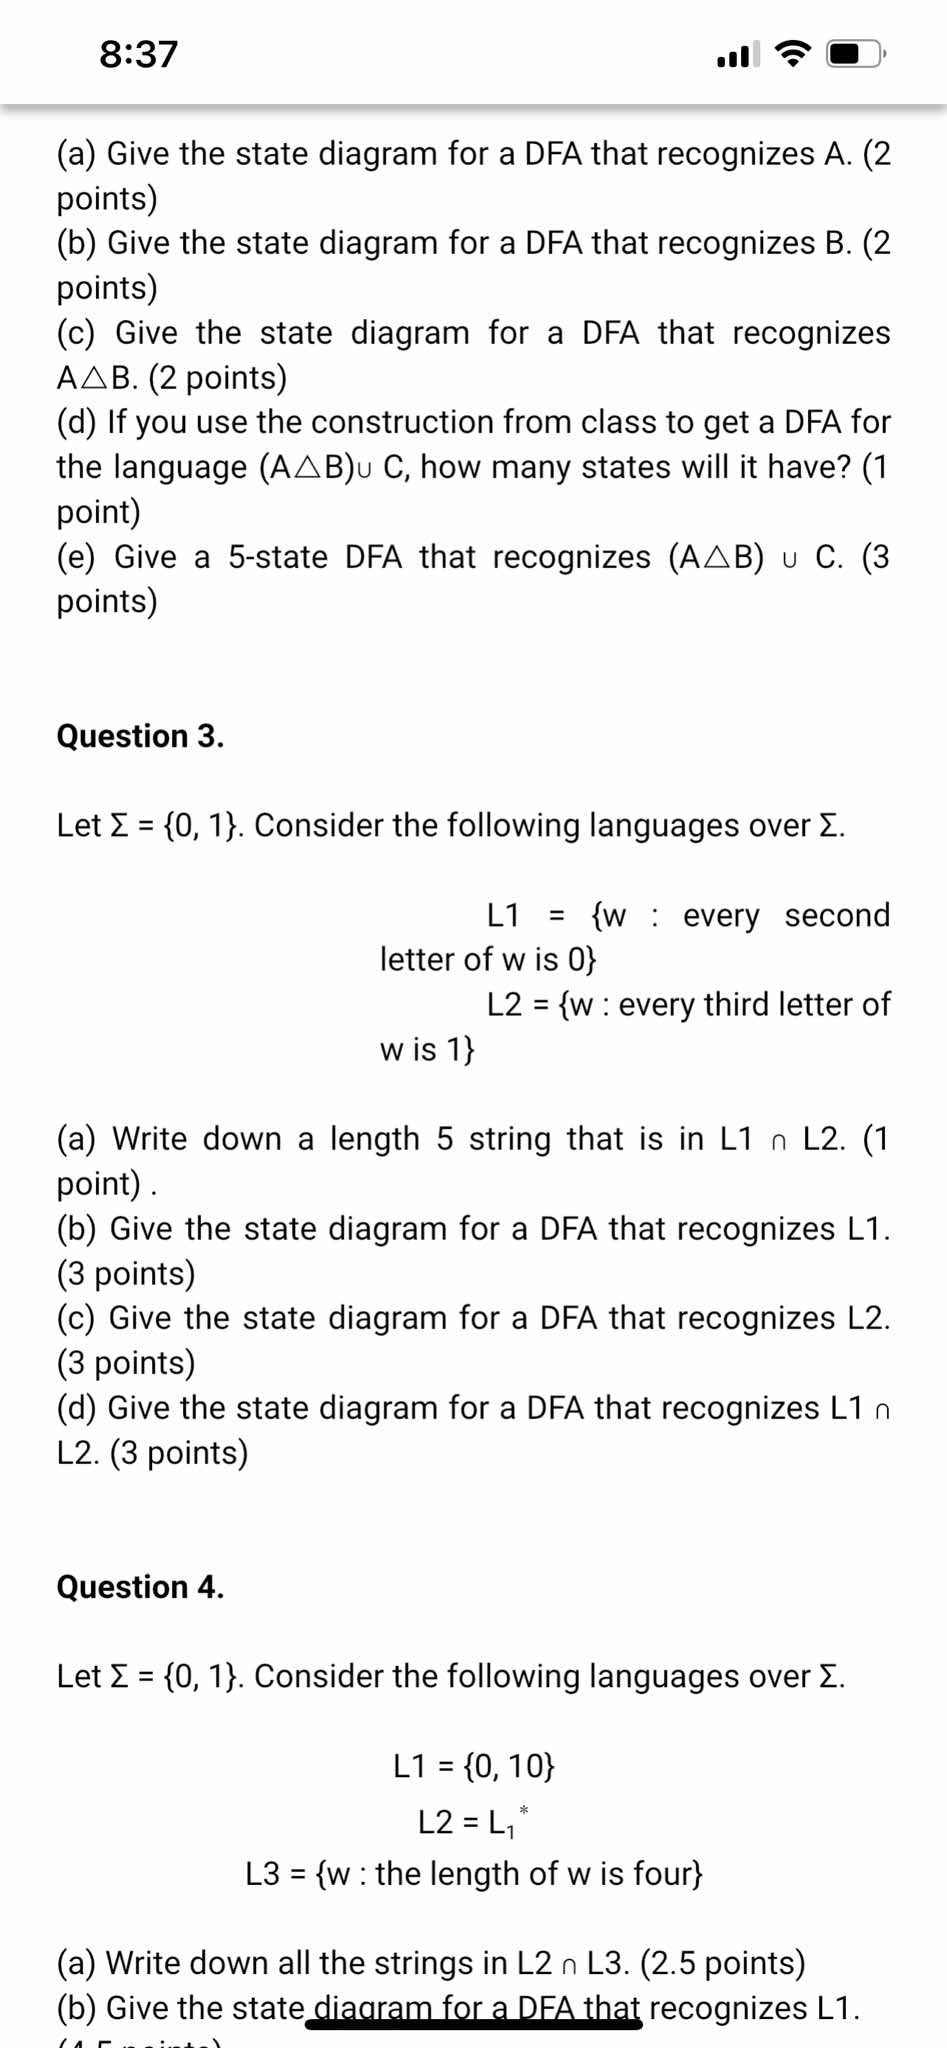 8:37
(a) Give the state diagram for a DFA that recognizes A. (2
points)
(b) Give the state diagram for a DFA that recognizes B. (2
points)
(c) Give the state diagram for a DFA that recognizes
A△B. (2 points)
(d) If you use the construction from class to get a DFA for
the language (A△B)∪ C, how many states will it have? (1
point)
(e) Give a 5-state DFA that recognizes (A△B) ∪ C. (3
points)
Question 3.
Let Σ = {0, 1}. Consider the following languages over Σ.
L1 = {w : every second
letter of w is 0}
L2 = {w : every third letter of
w is 1}
(a) Write down a length 5 string that is in L1 ∩ L2. (1
point) .
(b) Give the state diagram for a DFA that recognizes L1.
(3 points)
(c) Give the state diagram for a DFA that recognizes L2.
(3 points)
(d) Give the state diagram for a DFA that recognizes L1 ∩
L2. (3 points)
Question 4.
Let Σ = {0, 1}. Consider the following languages over Σ.
L1 = {0, 10}
L2 = L₁*
L3 = {w : the length of w is four}
(a) Write down all the strings in L2 ∩ L3. (2.5 points)
(b) Give the state diagram for a DFA that recognizes L1.